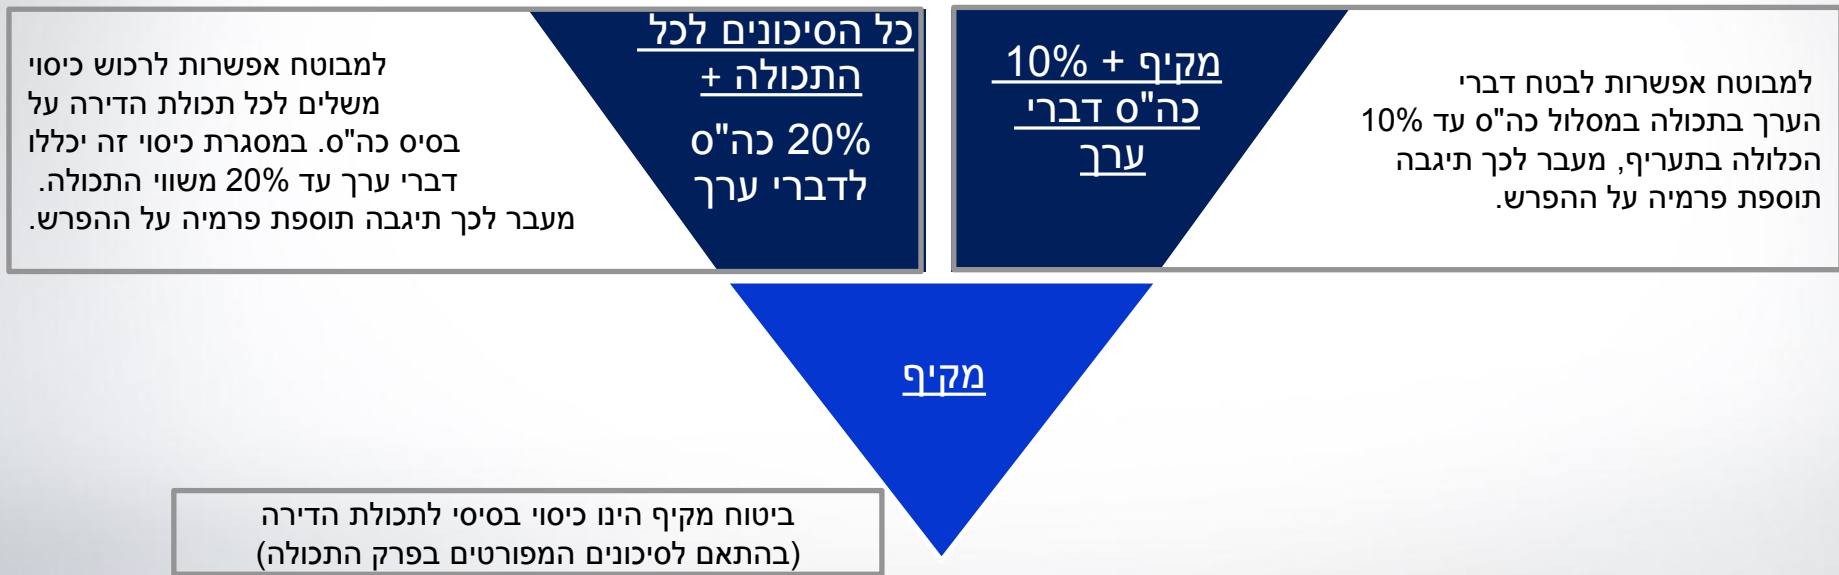 מקיף + 10%
כה"ס דברי
ערך
למבוטח אפשרות לבטח דברי
הערך בתכולה במסלול כה"ס עד 10%
הכלולה בתעריף, מעבר לכך תיגבה
תוספת פרמיה על ההפרש.
כל הסיכונים לכל
התכולה +
20% כה"ס
לדברי ערך
למבוטח אפשרות לרכוש כיסוי
משלים לכל תכולת הדירה על
בסיס כה"ס. במסגרת כיסוי זה יכללו
דברי ערך עד 20% משווי התכולה.
מעבר לכך תיגבה תוספת פרמיה על ההפרש.
מקיף
ביטוח מקיף הינו כיסוי בסיסי לתכולת הדירה
(בהתאם לסיכונים המפורטים בפרק התכולה)